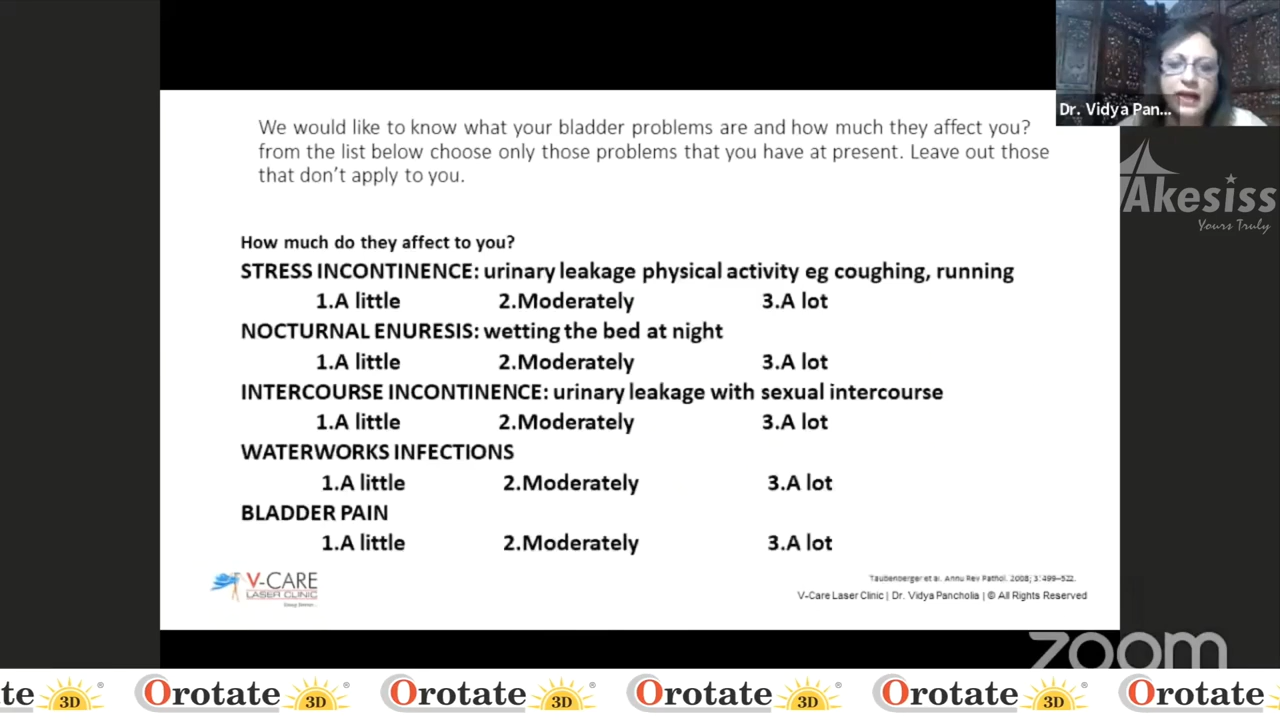 Dr. Vidya Pan...
Akesiss
Yours Truly
We would like to know what your bladder problems are and how much they affect you?
from the list below choose only those problems that you have at present. Leave out those
that don't apply to you.
How much do they affect to you?
STRESS INCONTINENCE: urinary leakage physical activity eg coughing, running
1.A little 2.Moderately 3.A lot
NOCTURNAL ENURESIS: wetting the bed at night
1.A little 2.Moderately 3.A lot
INTERCOURSE INCONTINENCE: urinary leakage with sexual intercourse
1.A little 2.Moderately 3.A lot
WATERWORKS INFECTIONS
1.A little 2.Moderately 3.A lot
BLADDER PAIN
1.A little 2.Moderately 3.A lot
V-CARE
LASER CLINIC
Taubenberger et al. Annu Rev Pathol. 2008; 3: 499–522.
V-Care Laser Clinic | Dr. Vidya Pancholia | © All Rights Reserved
zoom
te 3D® Orotate 3D® Orotate 3D® Orotate 3D® Orotate 3D® Orotate